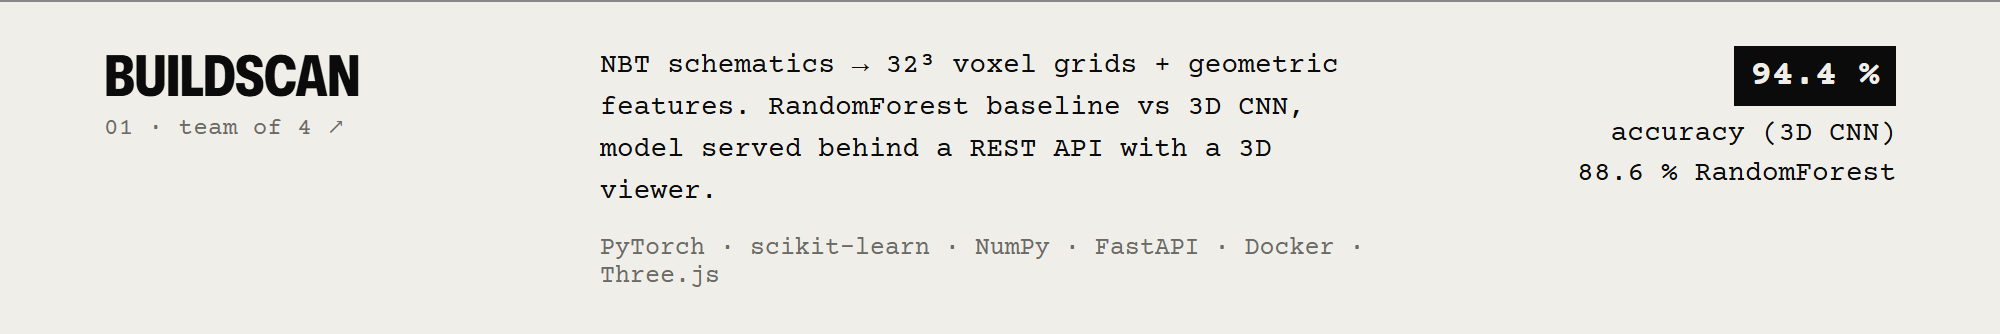 BUILDSCAN
01 · team of 4 ↗
NBT schematics → 32³ voxel grids + geometric
features. RandomForest baseline vs 3D CNN,
model served behind a REST API with a 3D
viewer.
PyTorch · scikit-learn · NumPy · FastAPI · Docker ·
Three.js
94.4 %
accuracy (3D CNN)
88.6 % RandomForest